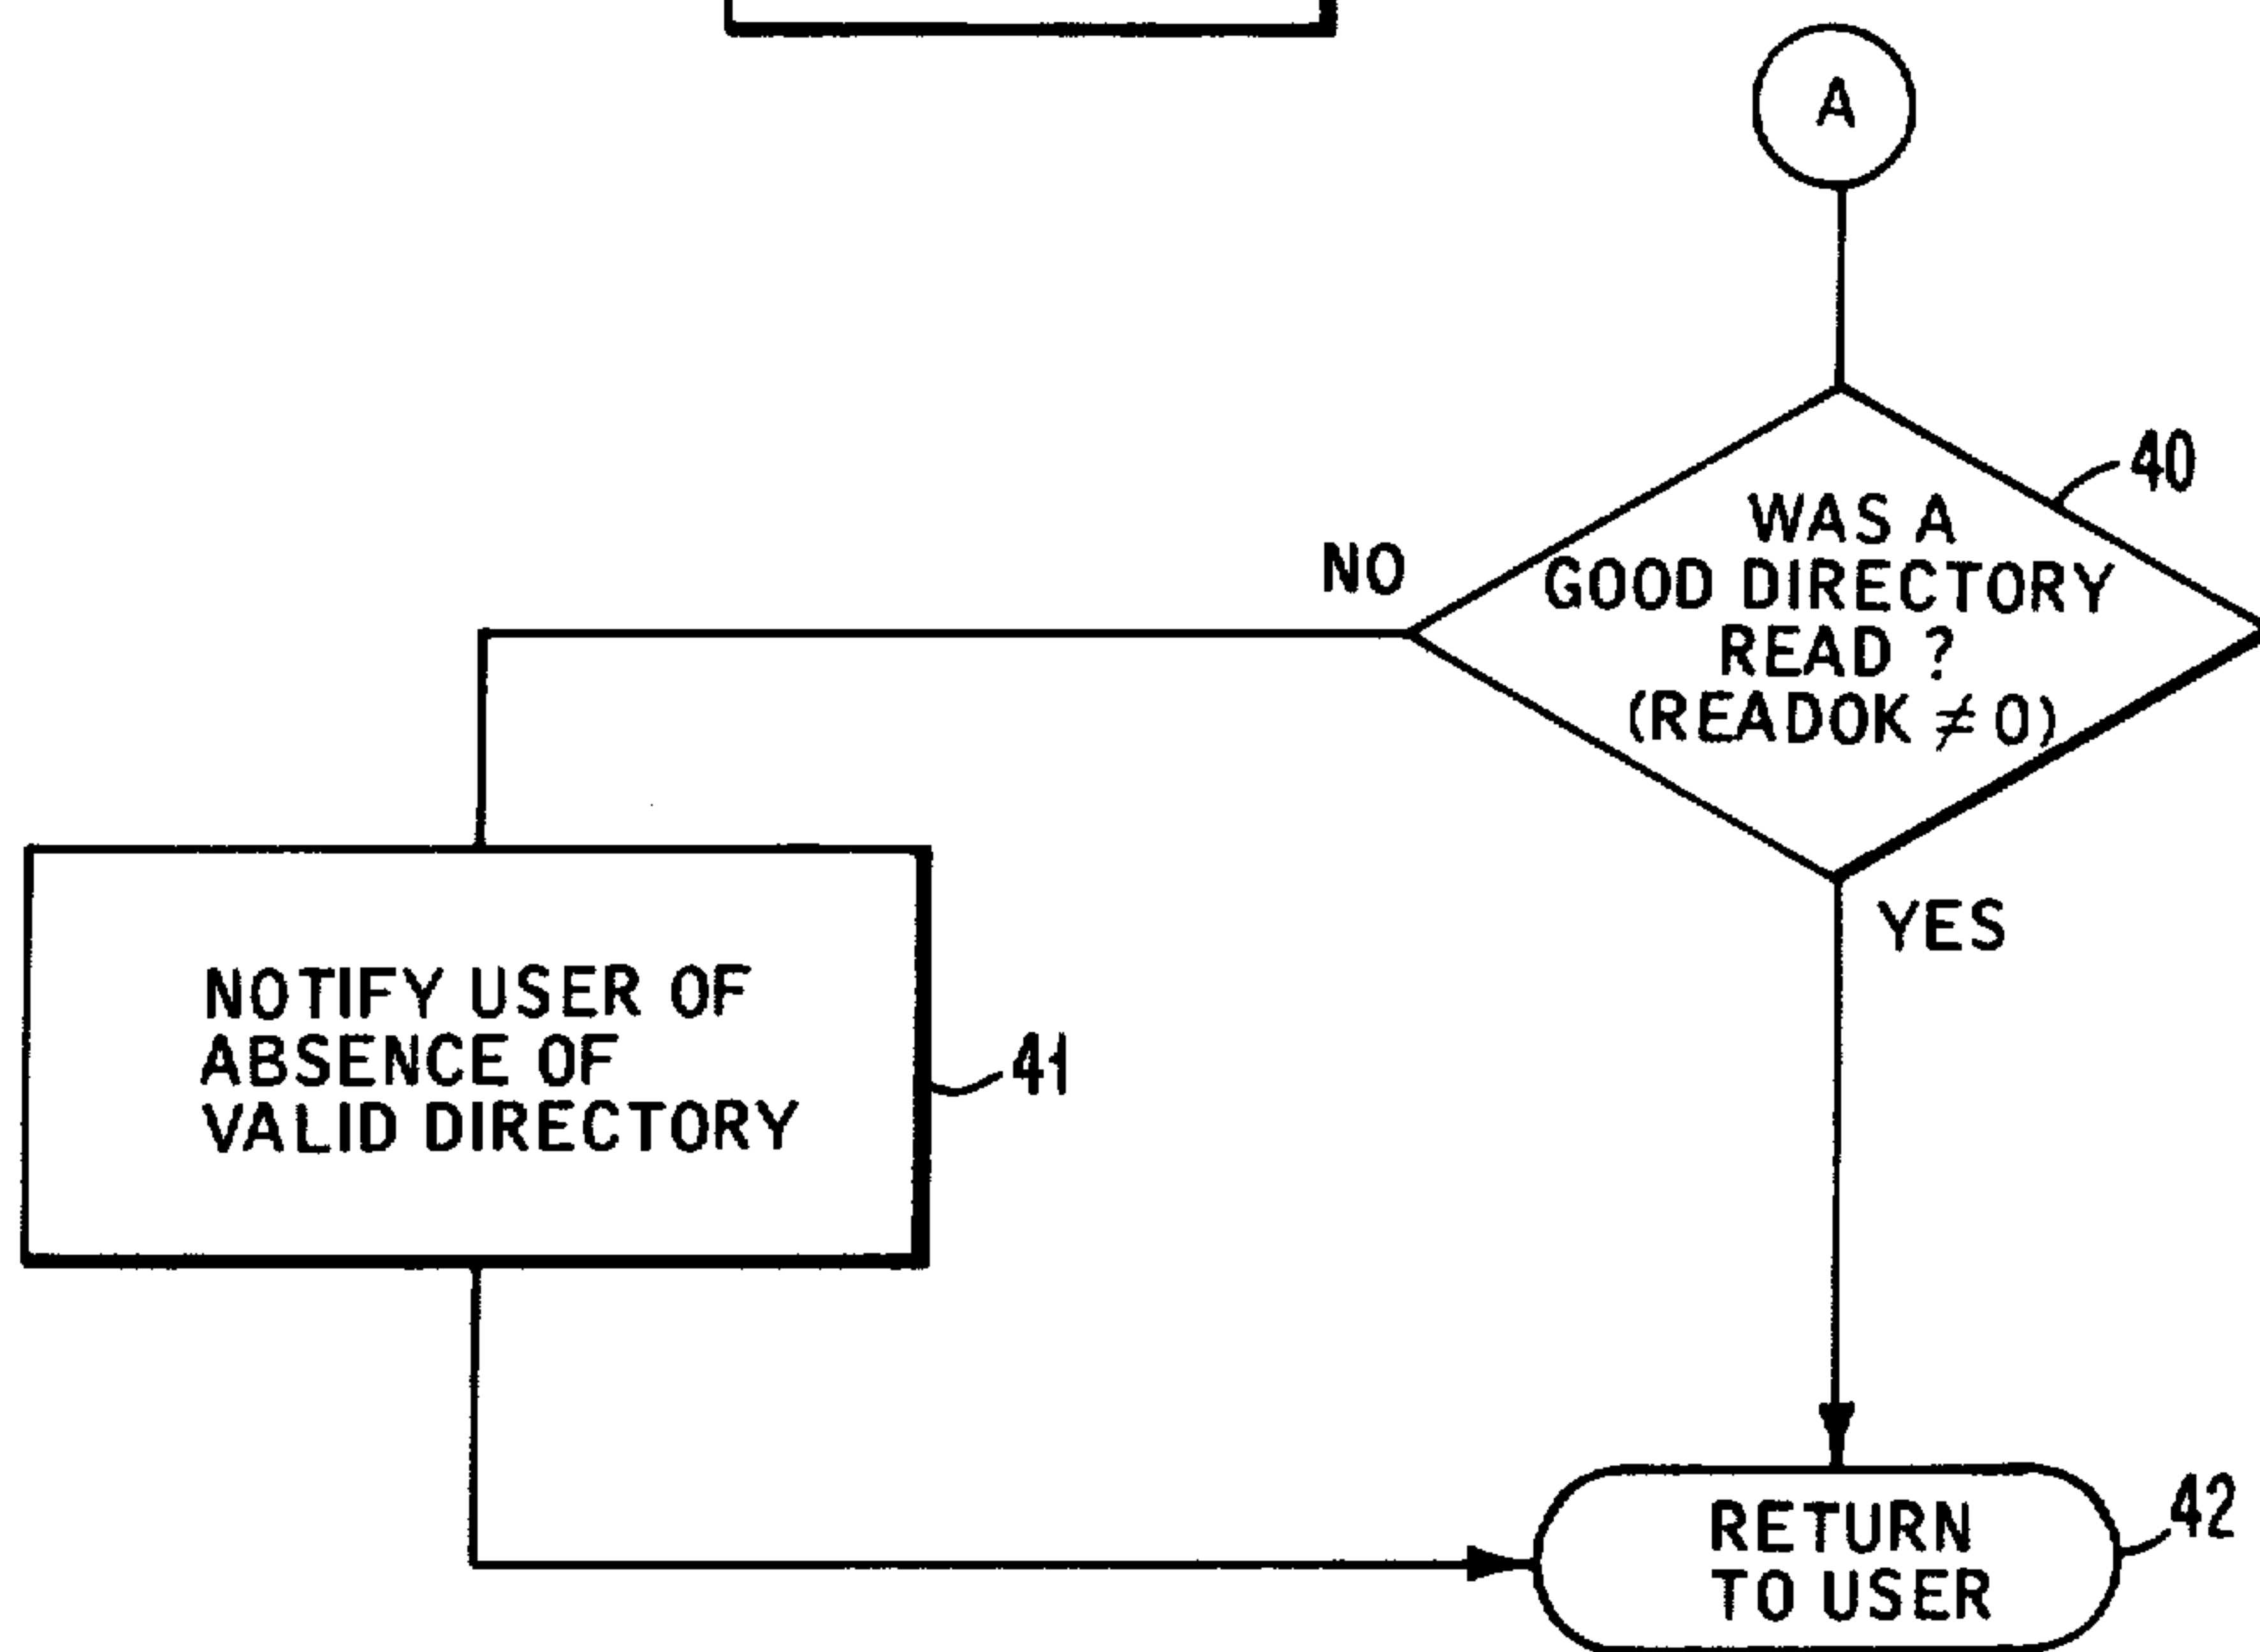 A
40
WAS A
GOOD DIRECTORY
READ ?
(READOK ≠ 0)
NO
YES
NOTIFY USER OF
ABSENCE OF
VALID DIRECTORY
41
RETURN
TO USER
42